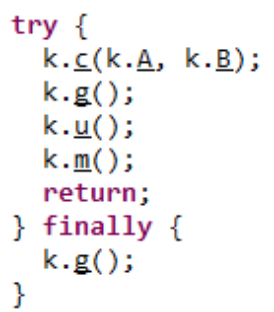 try {
k.c(k.A, k.B);
k.g();
k.u();
k.m();
return;
} finally {
k.g();
}